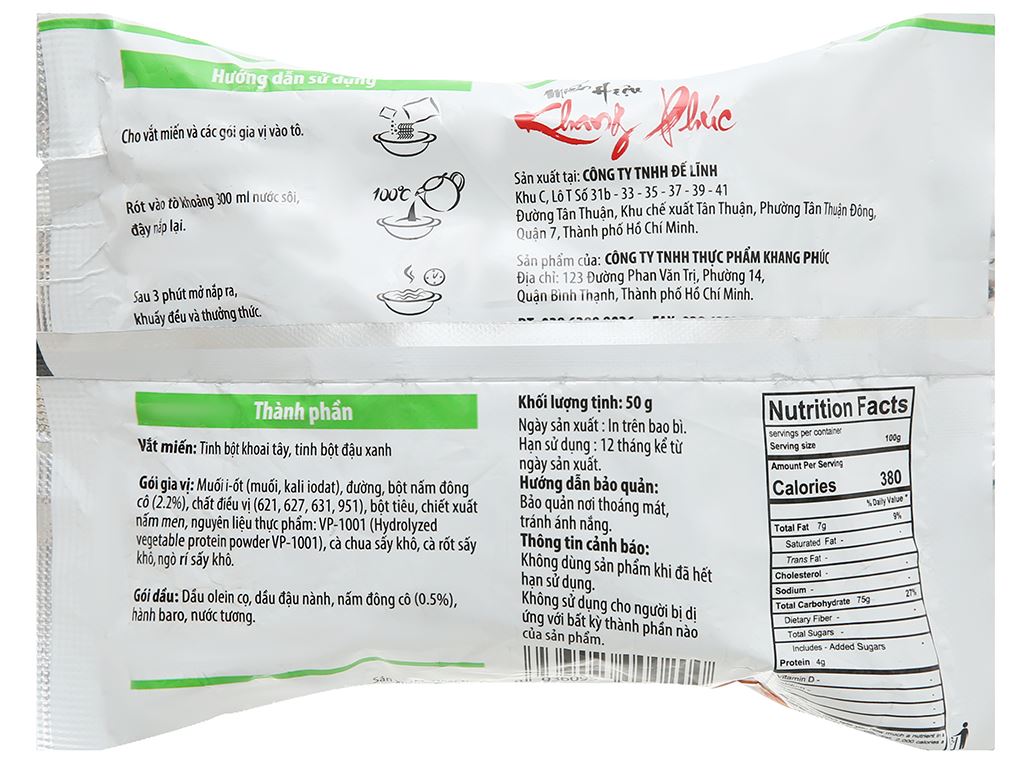 Hướng dẫn sử dụng
Cho vắt miến và các gói gia vị vào tô.
100°C
Rót vào tô khoảng 300 ml nước sôi,
đậy nắp lại.
Sau 3 phút mở nắp ra,
khuấy đều và thưởng thức.
Miến Hiệu
Khang Phúc
Sản xuất tại: CÔNG TY TNHH ĐẾ LĨNH
Khu C, Lô T Số 31b - 33 - 35 - 37 - 39 - 41
Đường Tân Thuận, Khu chế xuất Tân Thuận, Phường Tân Thuận Đông,
Quận 7, Thành phố Hồ Chí Minh.
Sản phẩm của: CÔNG TY TNHH THỰC PHẨM KHANG PHÚC
Địa chỉ: 123 Đường Phan Văn Trị, Phường 14,
Quận Bình Thạnh, Thành phố Hồ Chí Minh.
Thành phần
Vắt miến: Tinh bột khoai tây, tinh bột đậu xanh
Gói gia vị: Muối i-ốt (muối, kali iodat), đường, bột nấm đông
cô (2.2%), chất điều vị (621, 627, 631, 951), bột tiêu, chiết xuất
nấm men, nguyên liệu thực phẩm: VP-1001 (Hydrolyzed
vegetable protein powder VP-1001), cà chua sấy khô, cà rốt sấy
khô, ngò rí sấy khô.
Gói dầu: Dầu olein cọ, dầu đậu nành, nấm đông cô (0.5%),
hành baro, nước tương.
Khối lượng tịnh: 50 g
Ngày sản xuất : In trên bao bì.
Hạn sử dụng : 12 tháng kể từ
ngày sản xuất.
Hướng dẫn bảo quản:
Bảo quản nơi thoáng mát,
tránh ánh nắng.
Thông tin cảnh báo:
Không dùng sản phẩm khi đã hết
hạn sử dụng.
Không sử dụng cho người bị dị
ứng với bất kỳ thành phần nào
của sản phẩm.
Nutrition Facts
servings per container
Serving size 100g
Amount Per Serving
Calories 380
% Daily Value *
Total Fat 7g 9%
Saturated Fat - -
Trans Fat -
Cholesterol - -
Sodium - -
Total Carbohydrate 75g 27%
Dietary Fiber - -
Total Sugars -
Includes - Added Sugars -
Protein 4g
Vitamin D - -